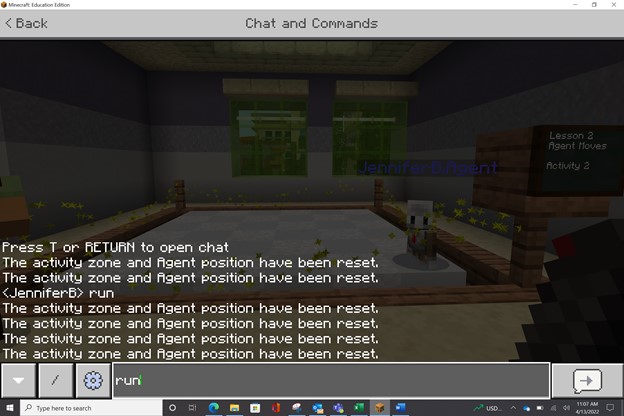 Minecraft: Education Edition
< Back
Chat and Commands
Lesson 2
Agent Moves
Activity 2
Jennifer B.Agent
Press T or RETURN to open chat
The activity zone and Agent position have been reset.
The activity zone and Agent position have been reset.
<JenniferB> run
The activity zone and Agent position have been reset.
The activity zone and Agent position have been reset.
The activity zone and Agent position have been reset.
The activity zone and Agent position have been reset.
/
run
Type here to search
USD...
11:07 AM
4/13/2022